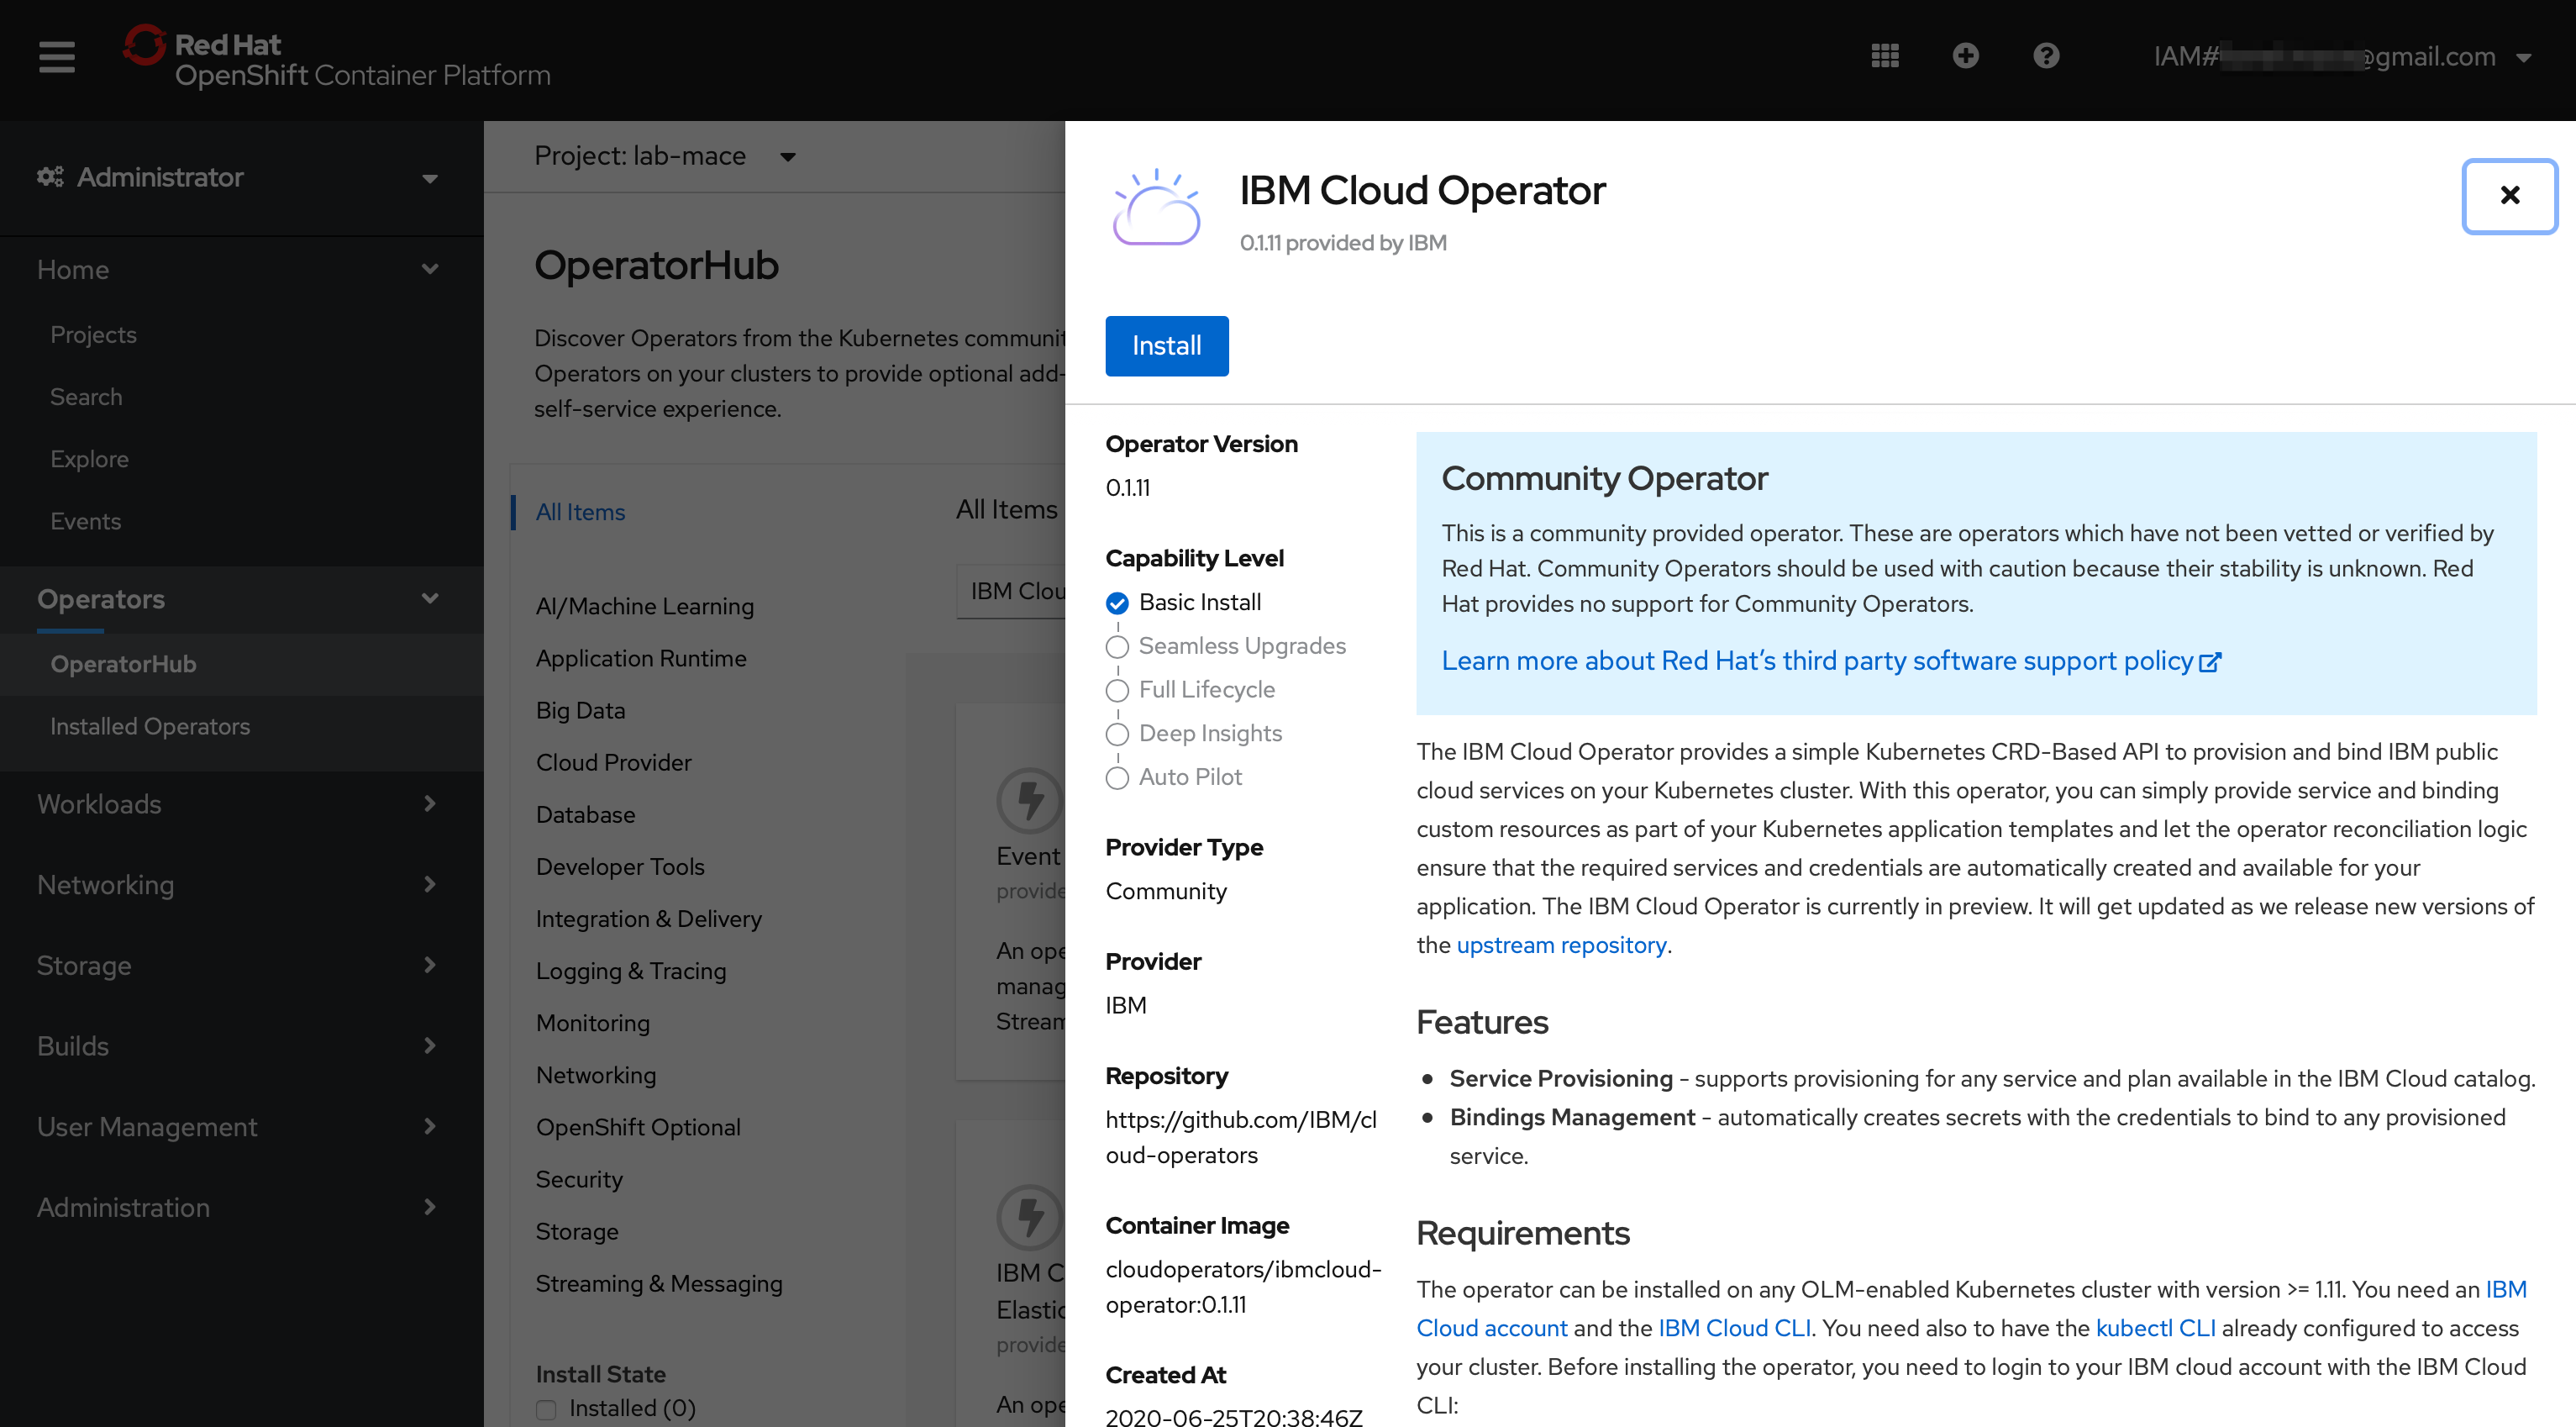 Red Hat
OpenShift Container Platform
IAM#
@gmail.com
Administrator
Home
Projects
Search
Explore
Events
Operators
OperatorHub
Installed Operators
Workloads
Networking
Storage
Builds
User Management
Administration
Project: lab-mace
OperatorHub
Discover Operators from the Kubernetes communit
Operators on your clusters to provide optional add-
self-service experience.
All Items
AI/Machine Learning
Application Runtime
Big Data
Cloud Provider
Database
Developer Tools
Integration & Delivery
Logging & Tracing
Monitoring
Networking
OpenShift Optional
Security
Storage
Streaming & Messaging
Install State
Installed (0)
All Items
IBM Clou
Event
provide
An ope
manag
Stream
IBM C
Elastic
provide
An ope
IBM Cloud Operator
0.1.11 provided by IBM
Install
Operator Version
0.1.11
Capability Level
Basic Install
Seamless Upgrades
Full Lifecycle
Deep Insights
Auto Pilot
Provider Type
Community
Provider
IBM
Repository
https://github.com/IBM/cl
oud-operators
Container Image
cloudoperators/ibmcloud-
operator:0.1.11
Created At
2020-06-25T20:38:46Z
Community Operator
This is a community provided operator. These are operators which have not been vetted or verified by
Red Hat. Community Operators should be used with caution because their stability is unknown. Red
Hat provides no support for Community Operators.
Learn more about Red Hat's third party software support policy
The IBM Cloud Operator provides a simple Kubernetes CRD-Based API to provision and bind IBM public
cloud services on your Kubernetes cluster. With this operator, you can simply provide service and binding
custom resources as part of your Kubernetes application templates and let the operator reconciliation logic
ensure that the required services and credentials are automatically created and available for your
application. The IBM Cloud Operator is currently in preview. It will get updated as we release new versions of
the upstream repository.
Features
• Service Provisioning - supports provisioning for any service and plan available in the IBM Cloud catalog.
• Bindings Management - automatically creates secrets with the credentials to bind to any provisioned
service.
Requirements
The operator can be installed on any OLM-enabled Kubernetes cluster with version >= 1.11. You need an IBM
Cloud account and the IBM Cloud CLI. You need also to have the kubectl CLI already configured to access
your cluster. Before installing the operator, you need to login to your IBM cloud account with the IBM Cloud
CLI: